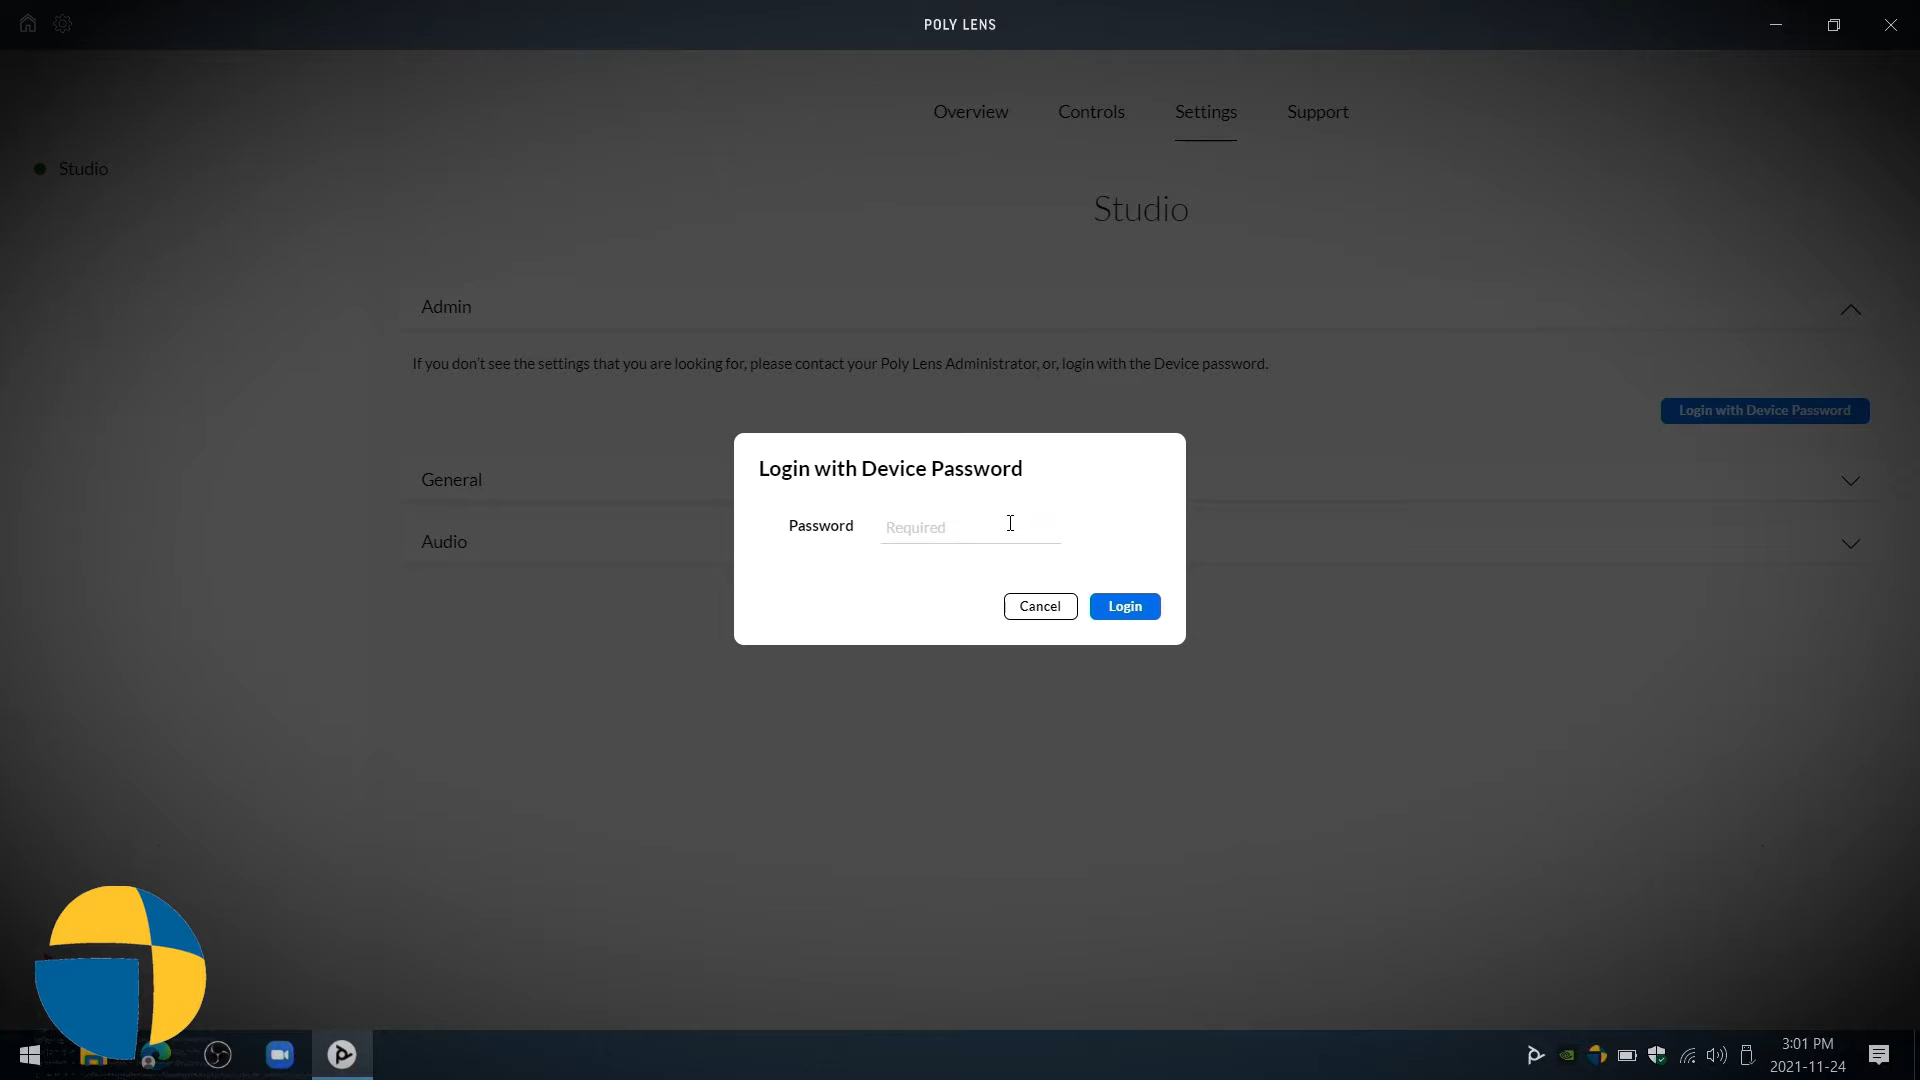 POLY LENS
Overview Controls Settings Support
Studio
Studio
Admin
If you don't see the settings that you are looking for, please contact your Poly Lens Administrator, or, login with the Device password.
Login with Device Password
Login with Device Password
General
Password Required
Audio
Cancel Login
3:01 PM
2021-11-24